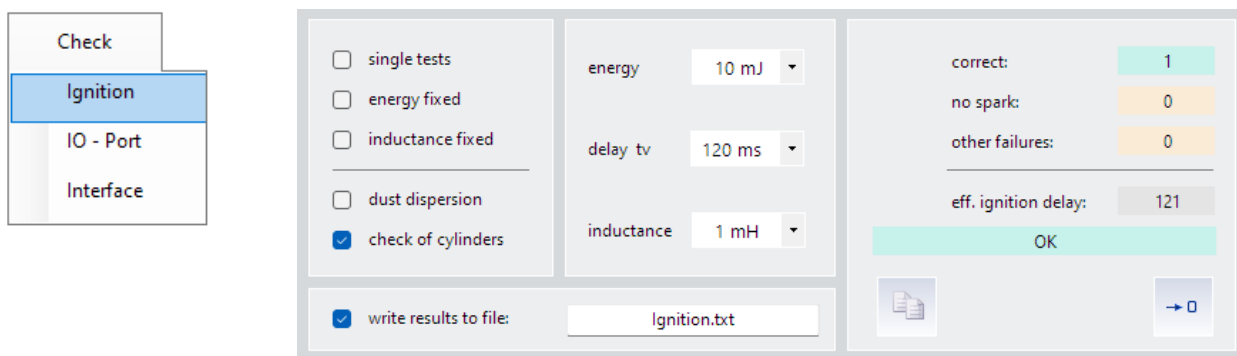 Check
Ignition
IO - Port
Interface
single tests
energy fixed
inductance fixed
dust dispersion
check of cylinders
energy 10 mJ
delay tv 120 ms
inductance 1 mH
correct: 1
no spark: 0
other failures: 0
eff. ignition delay: 121
OK
→ 0
write results to file: Ignition.txt